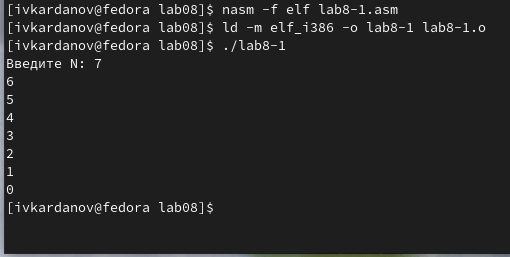 [ivkardanov@fedora lab08]$ nasm -f elf lab8-1.asm
[ivkardanov@fedora lab08]$ ld -m elf_i386 -o lab8-1 lab8-1.o
[ivkardanov@fedora lab08]$ ./lab8-1
Введите N: 7
6
5
4
3
2
1
0
[ivkardanov@fedora lab08]$